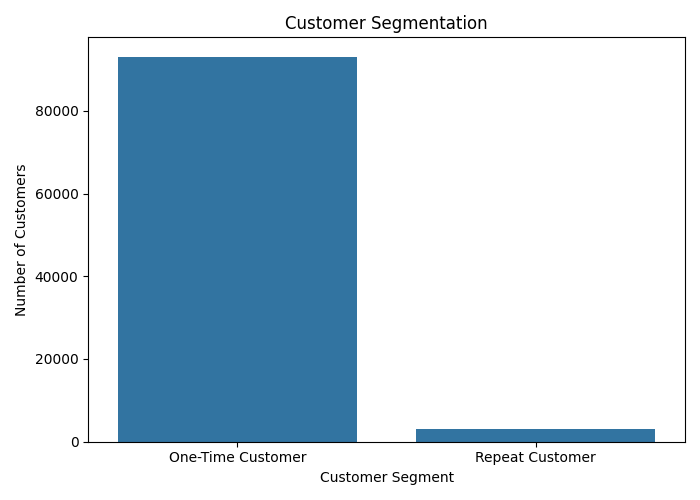 Customer Segmentation
80000
60000
40000
20000
0
Number of Customers
One-Time Customer
Repeat Customer
Customer Segment